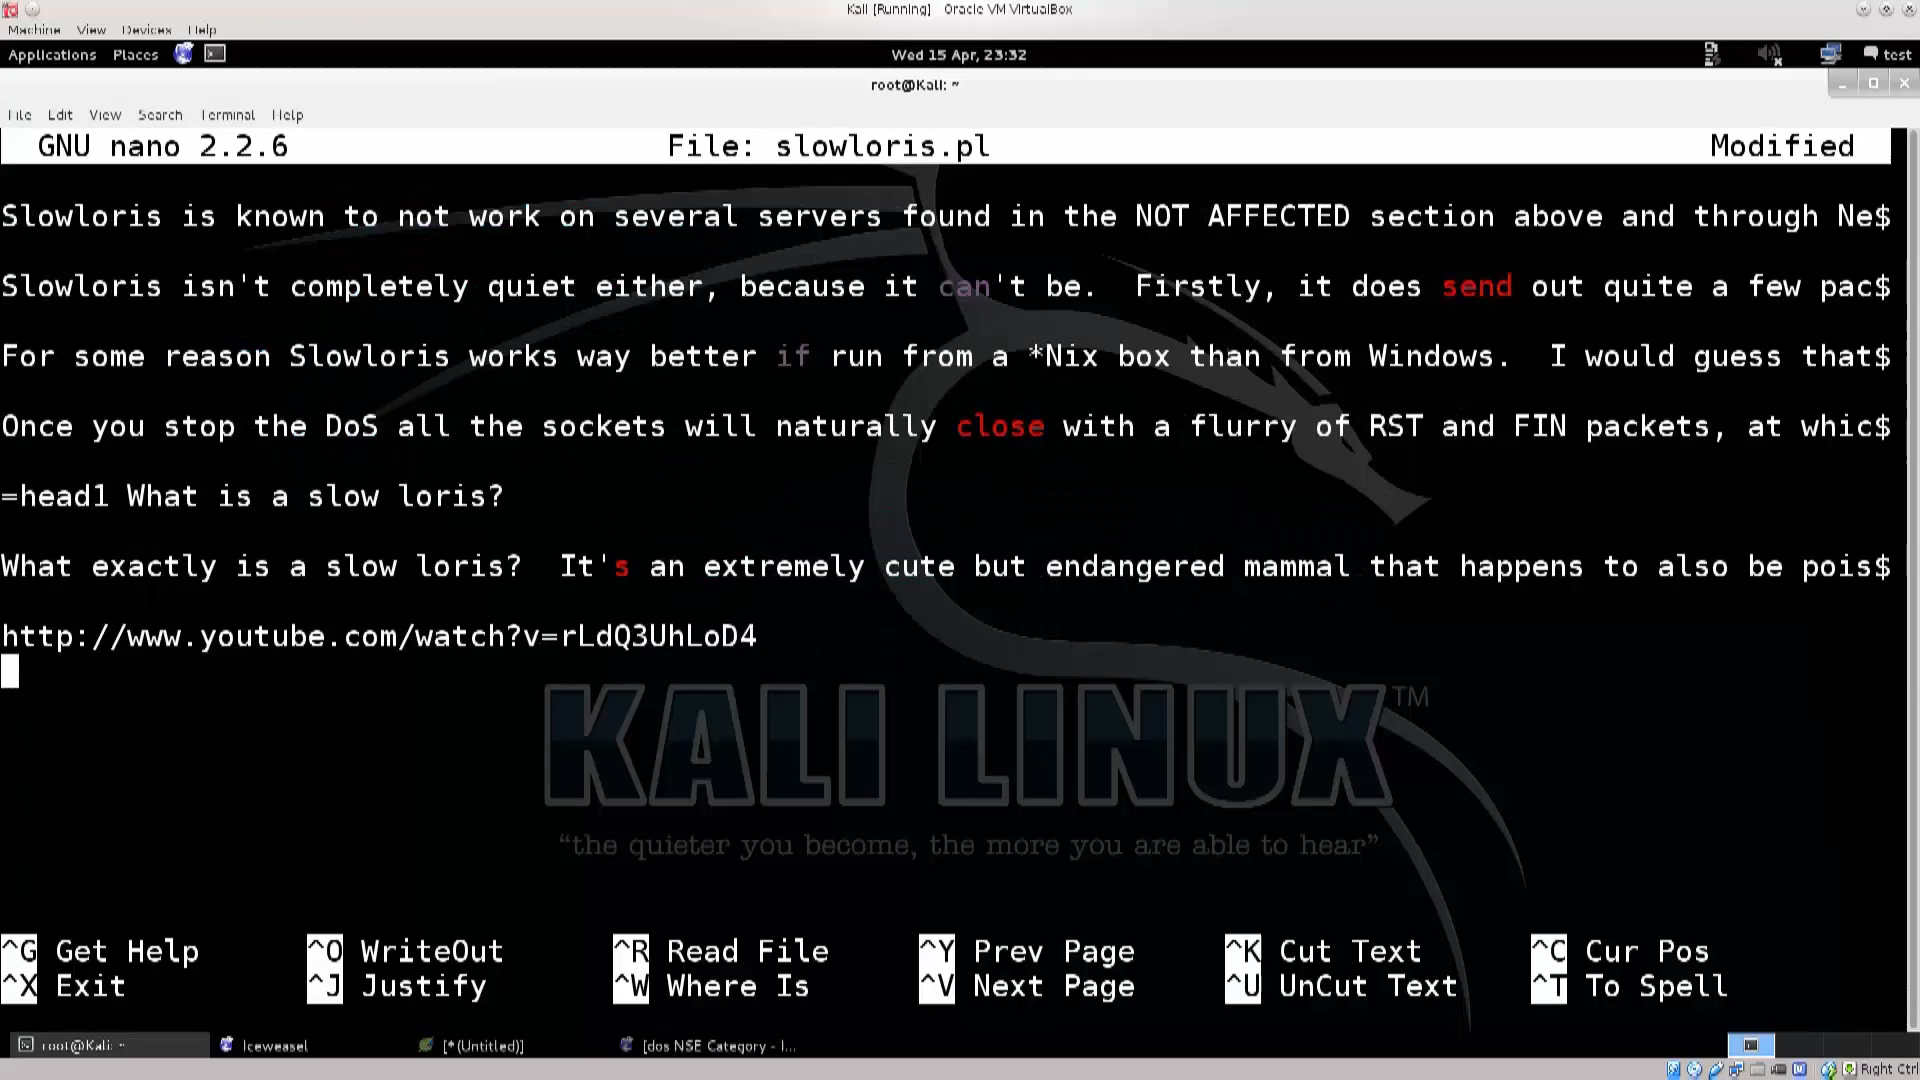 Kali [Running] Oracle VM VirtualBox
Machine View Devices Help
Applications Places Wed 15 Apr, 23:32 test
root@Kali: ~
File Edit View Search Terminal Help
GNU nano 2.2.6 File: slowloris.pl Modified
Slowloris is known to not work on several servers found in the NOT AFFECTED section above and through Ne$
Slowloris isn't completely quiet either, because it can't be.  Firstly, it does send out quite a few pac$
For some reason Slowloris works way better if run from a *Nix box than from Windows.  I would guess that$
Once you stop the DoS all the sockets will naturally close with a flurry of RST and FIN packets, at whic$
=head1 What is a slow loris?
What exactly is a slow loris?  It's an extremely cute but endangered mammal that happens to also be pois$
http://www.youtube.com/watch?v=rLdQ3UhLoD4
KALI LINUX™
“the quieter you become, the more you are able to hear”
^G Get Help ^O WriteOut ^R Read File ^Y Prev Page ^K Cut Text ^C Cur Pos
^X Exit ^J Justify ^W Where Is ^V Next Page ^U UnCut Text ^T To Spell
root@Kali: ~ Iceweasel [*(Untitled)] [dos NSE Category - I...
Right Ctrl